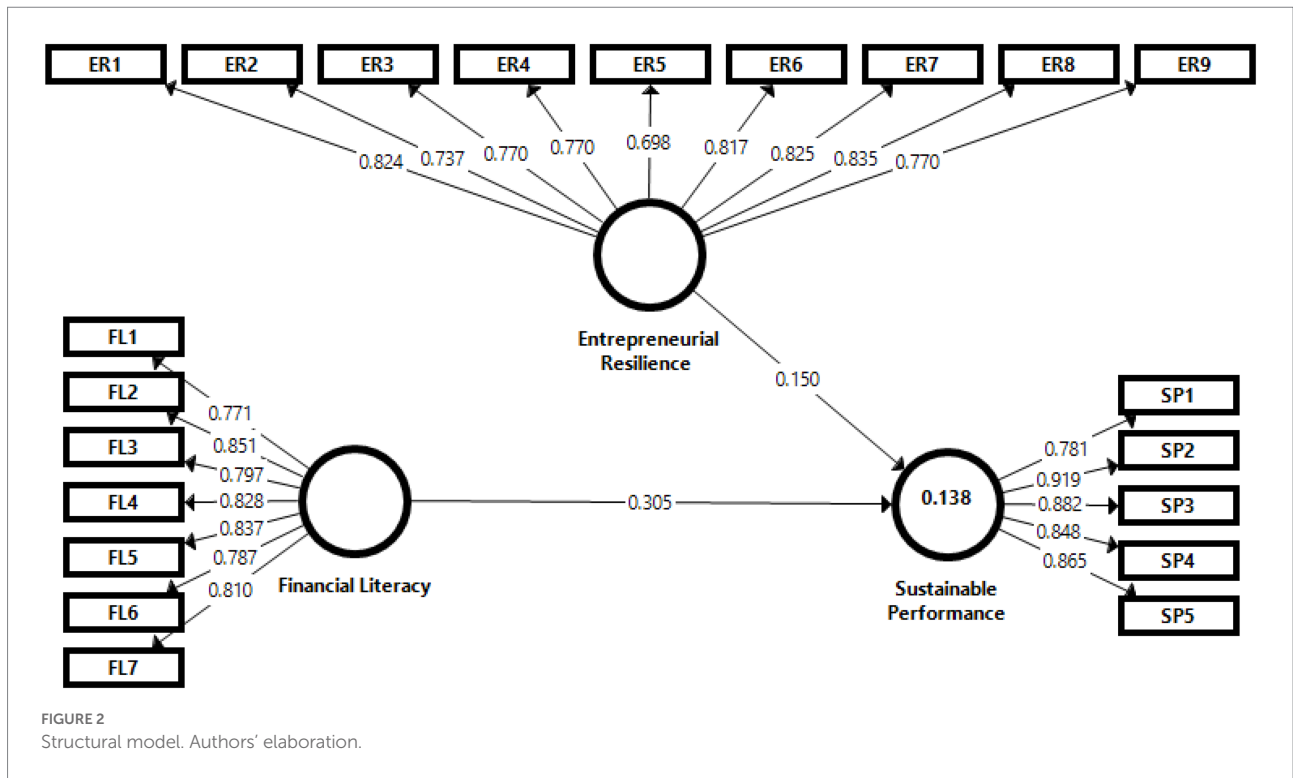 ER1 ER2 ER3 ER4 ER5 ER6 ER7 ER8 ER9
0.824 0.737 0.770 0.770 0.698 0.817 0.825 0.835 0.770
Entrepreneurial
Resilience
0.150
FL1
FL2
FL3
FL4
FL5
FL6
FL7
0.771
0.851
0.797
0.828
0.837
0.787
0.810
Financial Literacy
0.305
0.138
Sustainable
Performance
0.781
0.919
0.882
0.848
0.865
SP1
SP2
SP3
SP4
SP5
FIGURE 2
Structural model. Authors’ elaboration.